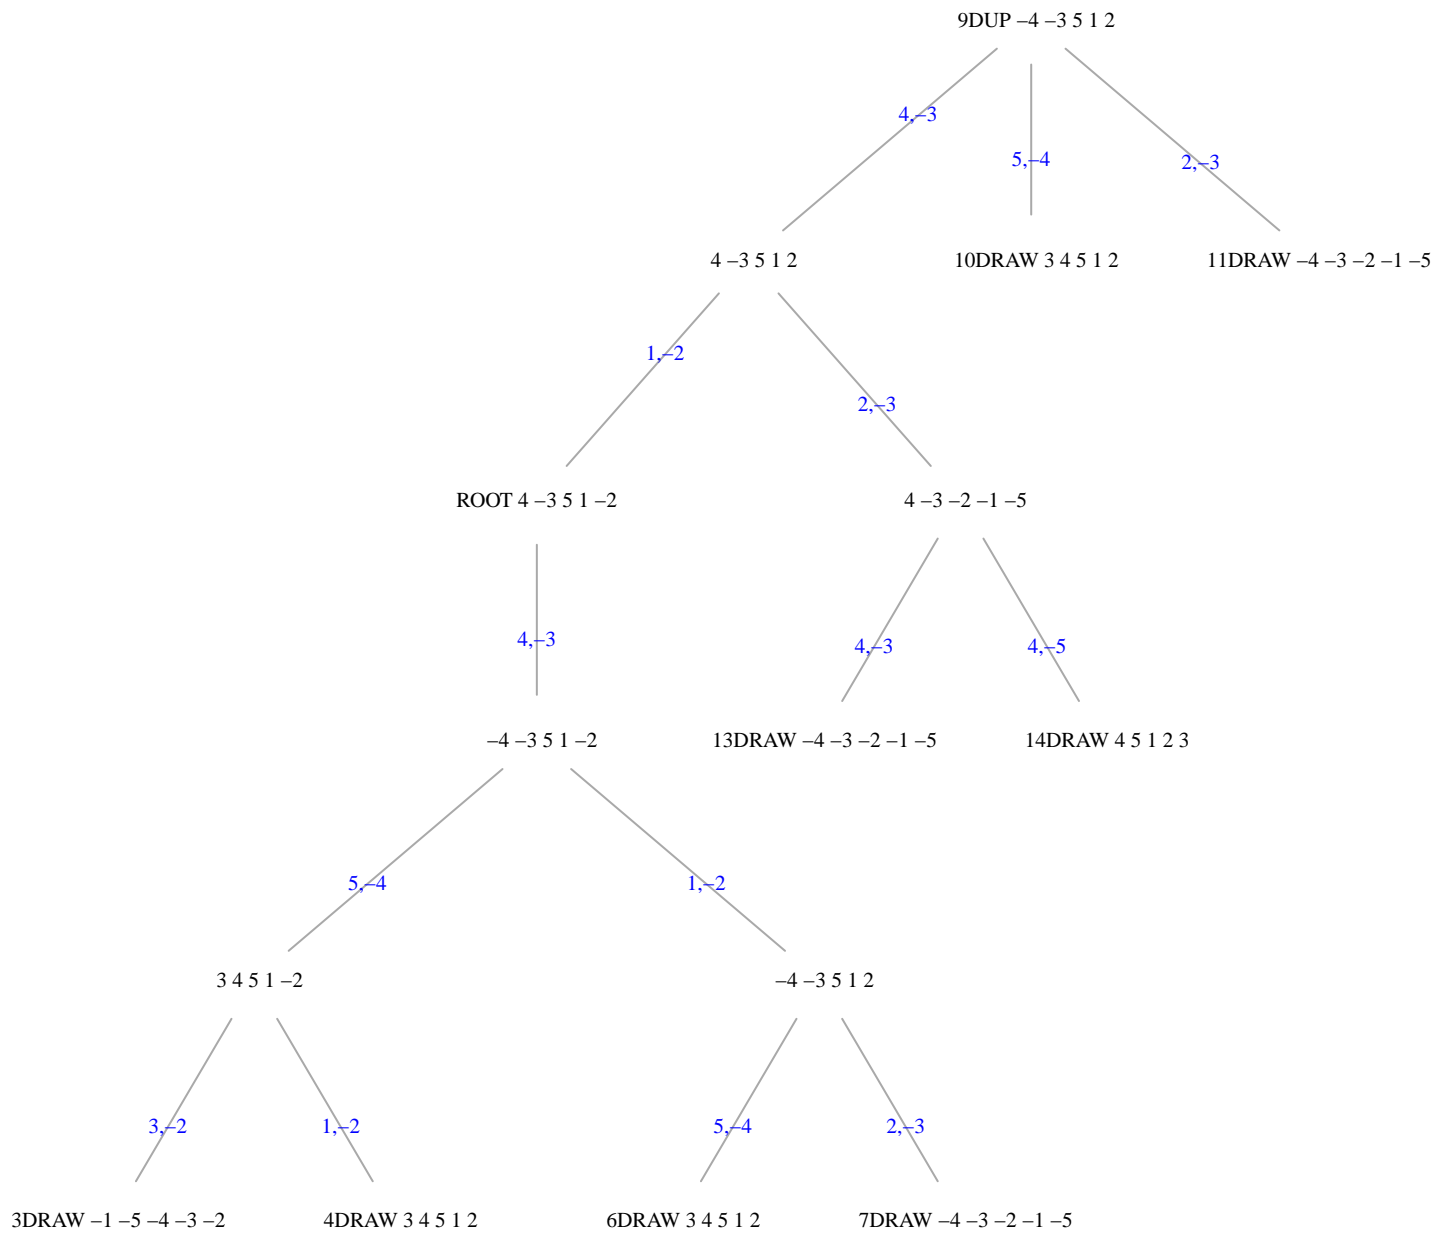 9DUP –4 –3 5 1 2
4,–3
5,–4
2,–3
4 –3 5 1 2
10DRAW 3 4 5 1 2
11DRAW –4 –3 –2 –1 –5
1,–2
2,–3
ROOT 4 –3 5 1 –2
4 –3 –2 –1 –5
4,–3
4,–3
4,–5
–4 –3 5 1 –2
13DRAW –4 –3 –2 –1 –5
14DRAW 4 5 1 2 3
5,–4
1,–2
3 4 5 1 –2
–4 –3 5 1 2
3,–2
1,–2
5,–4
2,–3
3DRAW –1 –5 –4 –3 –2
4DRAW 3 4 5 1 2
6DRAW 3 4 5 1 2
7DRAW –4 –3 –2 –1 –5